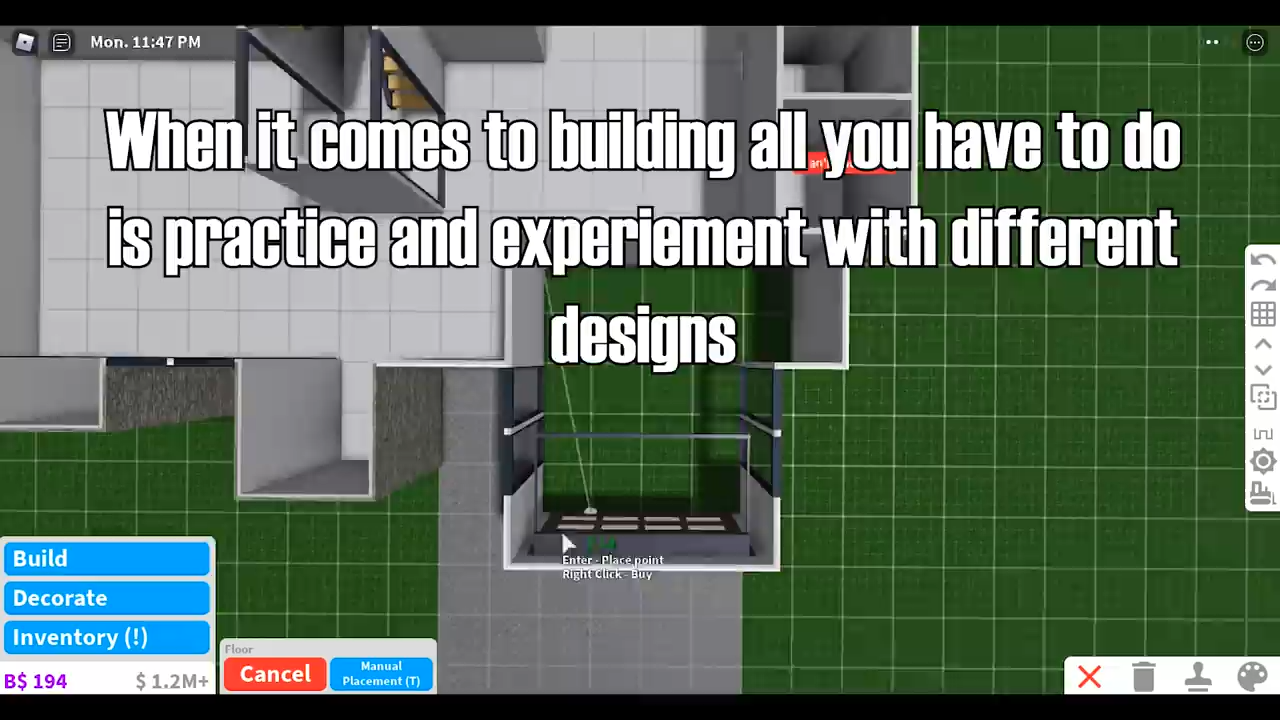 Mon. 11:47 PM
When it comes to building all you have to do
is practice and experiement with different
designs
Enter - Place point
Right Click - Buy
Build
Decorate
Inventory (!)
B$ 194
$ 1.2M+
Floor
Cancel
Manual
Placement (T)